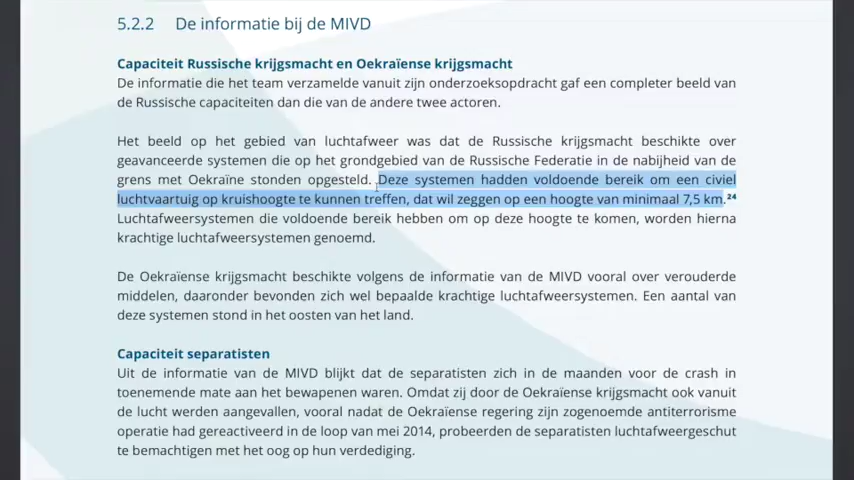 5.2.2 De informatie bij de MIVD
Capaciteit Russische krijgsmacht en Oekraïense krijgsmacht
De informatie die het team verzamelde vanuit zijn onderzoeksopdracht gaf een completer beeld van
de Russische capaciteiten dan die van de andere twee actoren.
Het beeld op het gebied van luchtafweer was dat de Russische krijgsmacht beschikte over
geavanceerde systemen die op het grondgebied van de Russische Federatie in de nabijheid van de
grens met Oekraïne stonden opgesteld. Deze systemen hadden voldoende bereik om een civiel
luchtvaartuig op kruishoogte te kunnen treffen, dat wil zeggen op een hoogte van minimaal 7,5 km.²⁴
Luchtafweersystemen die voldoende bereik hebben om op deze hoogte te komen, worden hierna
krachtige luchtafweersystemen genoemd.
De Oekraïense krijgsmacht beschikte volgens de informatie van de MIVD vooral over verouderde
middelen, daaronder bevonden zich wel bepaalde krachtige luchtafweersystemen. Een aantal van
deze systemen stond in het oosten van het land.
Capaciteit separatisten
Uit de informatie van de MIVD blijkt dat de separatisten zich in de maanden voor de crash in
toenemende mate aan het bewapenen waren. Omdat zij door de Oekraïense krijgsmacht ook vanuit
de lucht werden aangevallen, vooral nadat de Oekraïense regering zijn zogenoemde antiterrorisme
operatie had gereactiveerd in de loop van mei 2014, probeerden de separatisten luchtafweergeschut
te bemachtigen met het oog op hun verdediging.